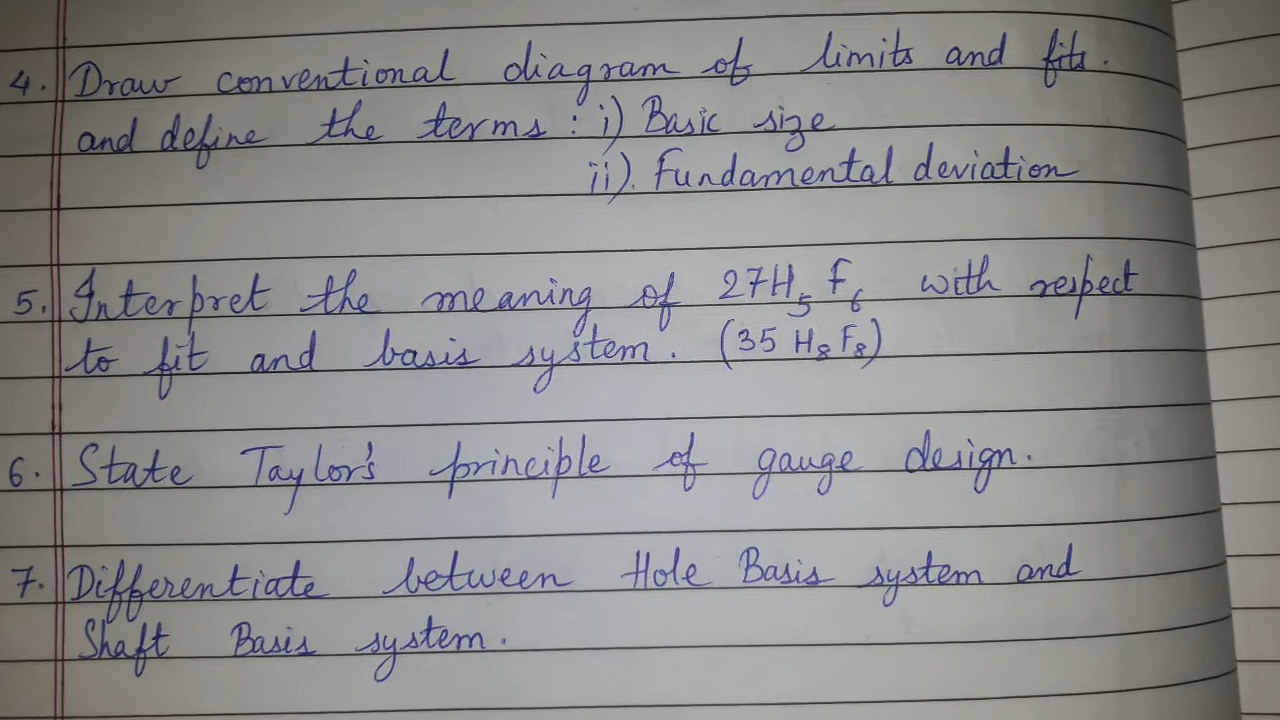 4. Draw conventional diagram of limits and fits.
and define the terms : i) Basic size
ii). Fundamental deviation
5. Interpret the meaning of 27H₅ F₆ with respect
to fit and basis system. (35 H₈ F₈)
6. State Taylor's principle of gauge design.
7. Differentiate between Hole Basis system and
Shaft Basis system.